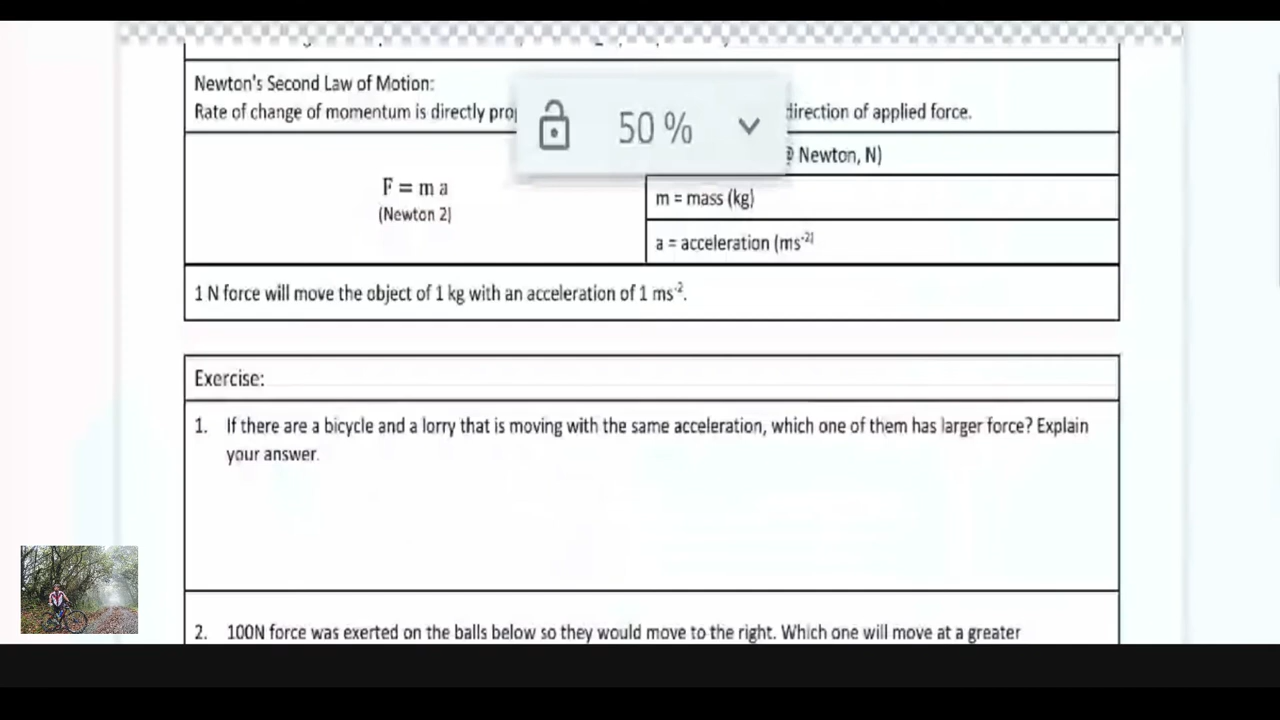 Newton's Second Law of Motion:
Rate of change of momentum is directly direction of applied force.
50 %
Newton, N)
F = m a
(Newton 2)
m = mass (kg)
a = acceleration (ms-2)
1 N force will move the object of 1 kg with an acceleration of 1 ms-2.
Exercise:
1. If there are a bicycle and a lorry that is moving with the same acceleration, which one of them has larger force? Explain
your answer.
2. 100N force was exerted on the balls below so they would move to the right. Which one will move at a greater